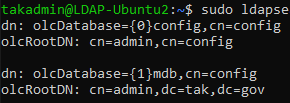 takadmin@LDAP-Ubuntu2:~$ sudo ldapse
dn: olcDatabase={0}config,cn=config
olcRootDN: cn=admin,cn=config

dn: olcDatabase={1}mdb,cn=config
olcRootDN: cn=admin,dc=tak,dc=gov